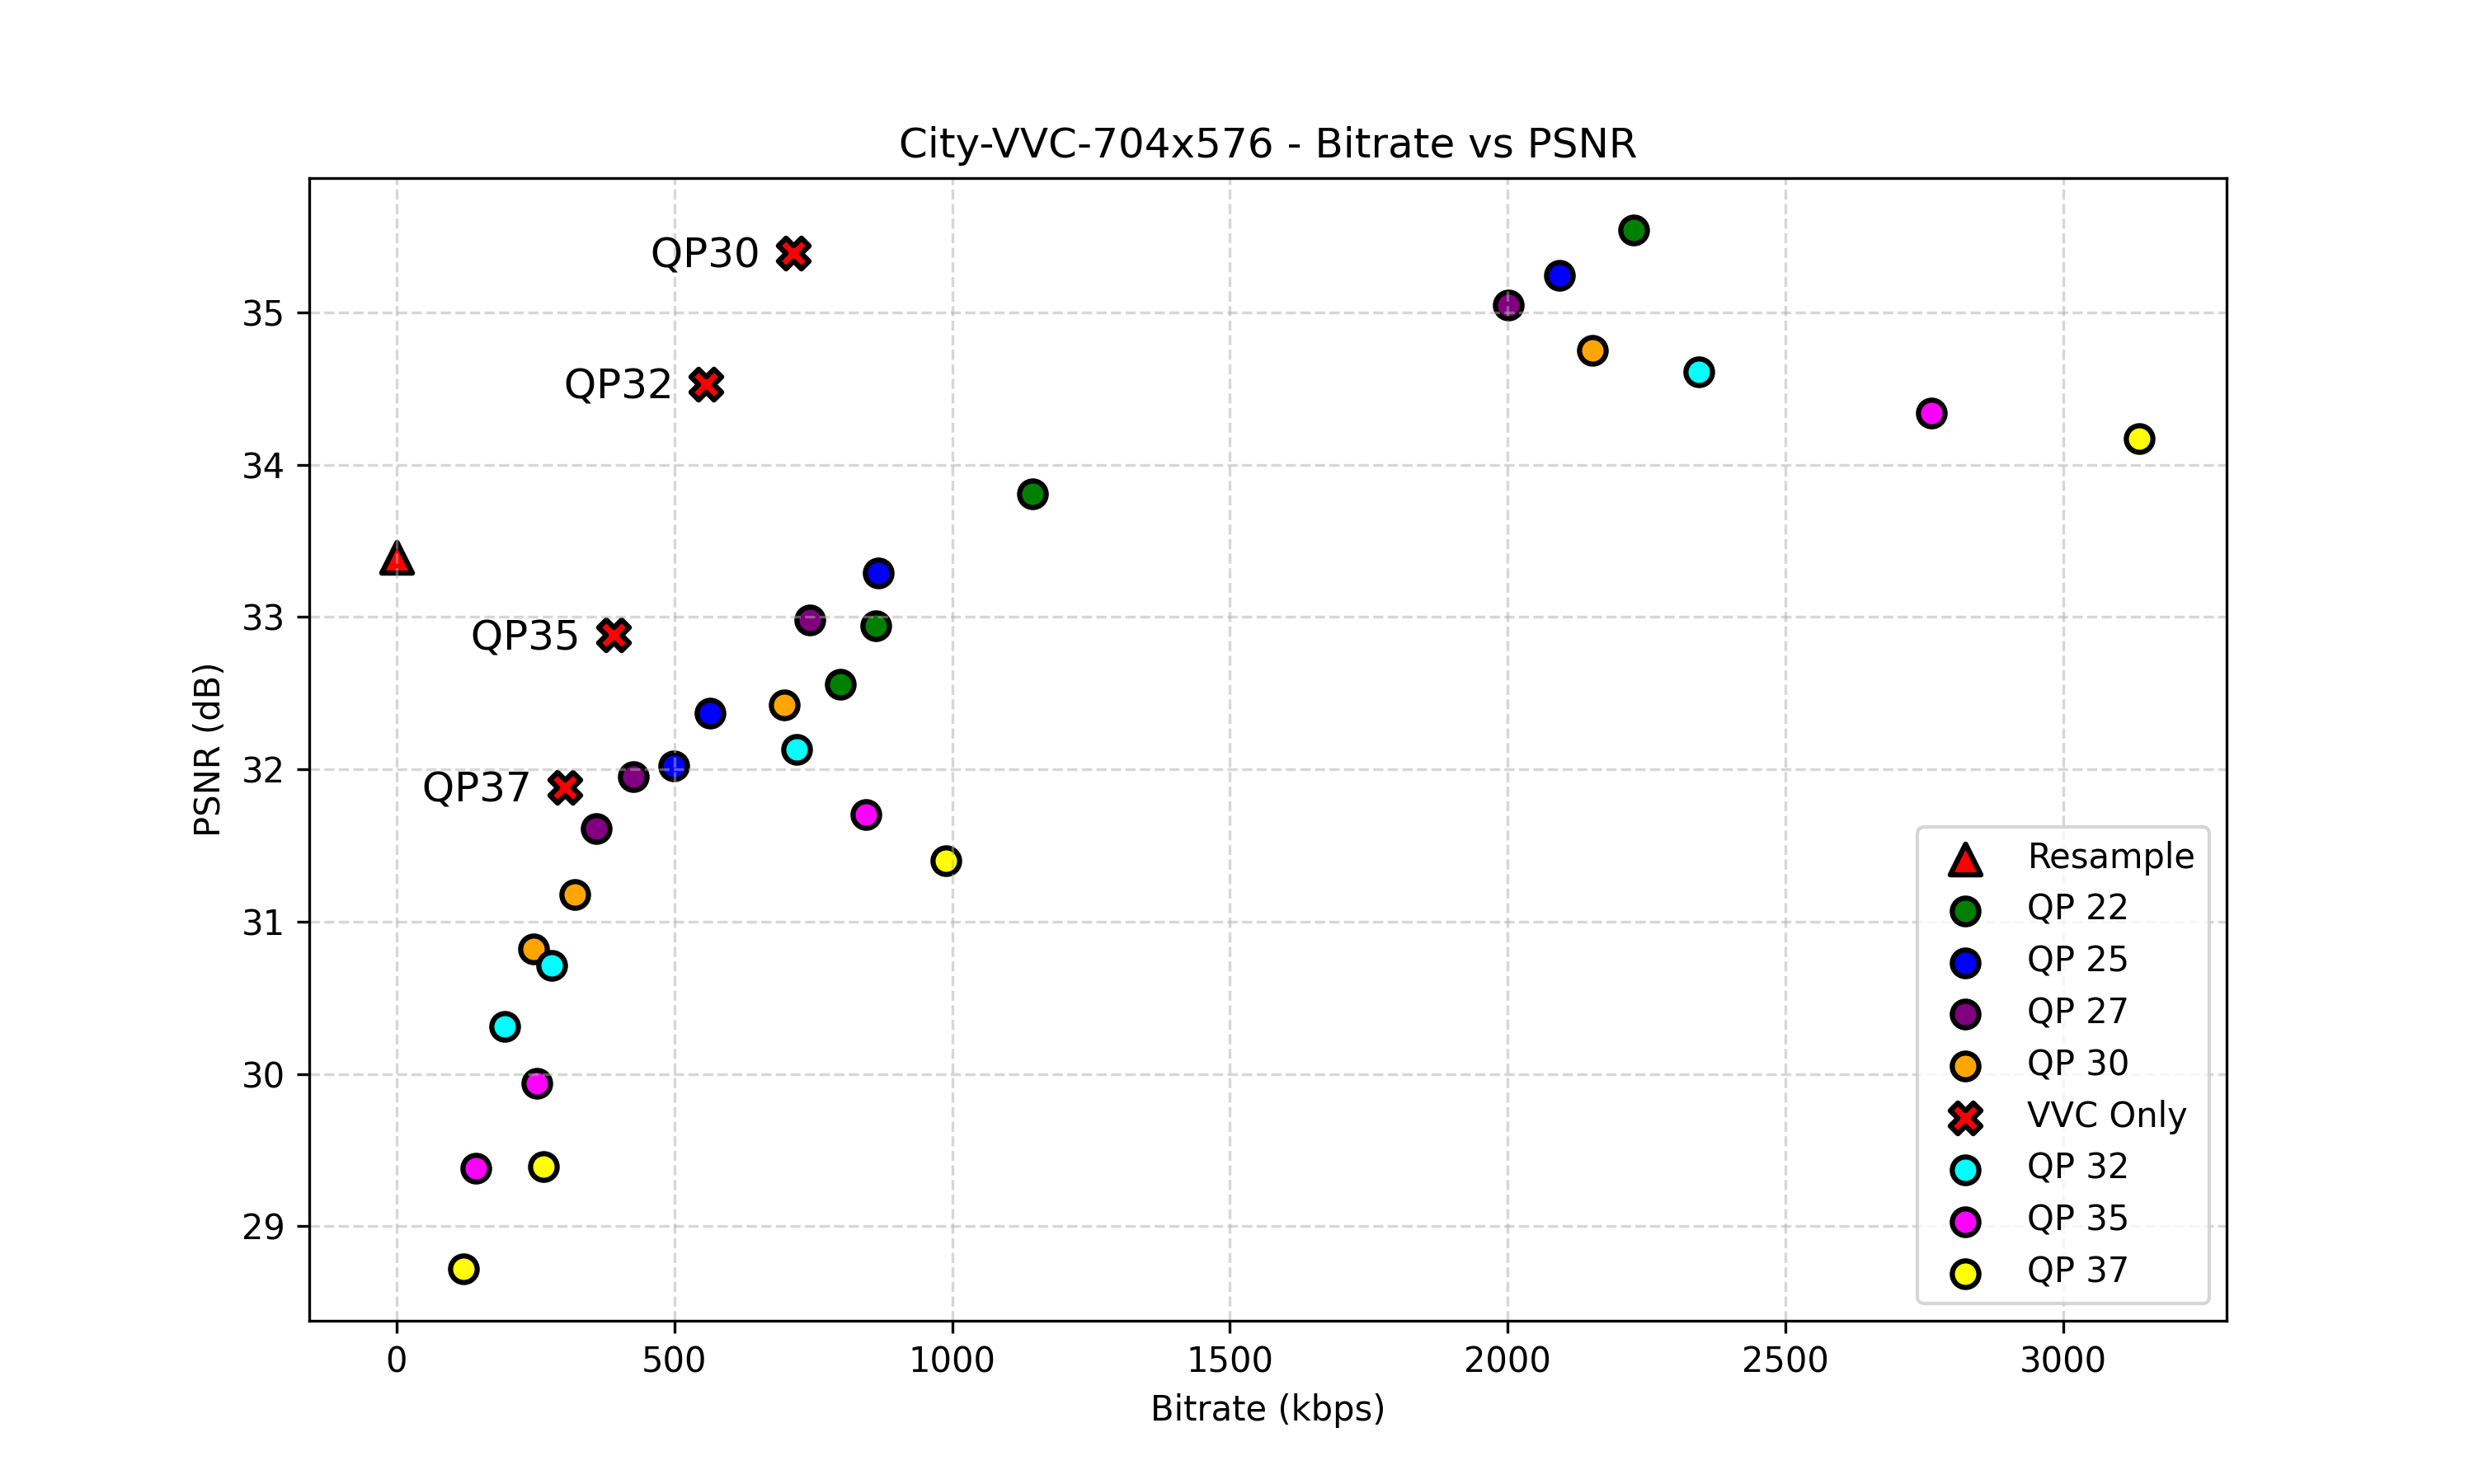 City-VVC-704x576 - Bitrate vs PSNR
QP30
35
QP32
34
33
QP35
PSNR (dB)
32
QP37
31
30
29
Resample
QP 22
QP 25
QP 27
QP 30
VVC Only
QP 32
QP 35
QP 37
0 500 1000 1500 2000 2500 3000
Bitrate (kbps)